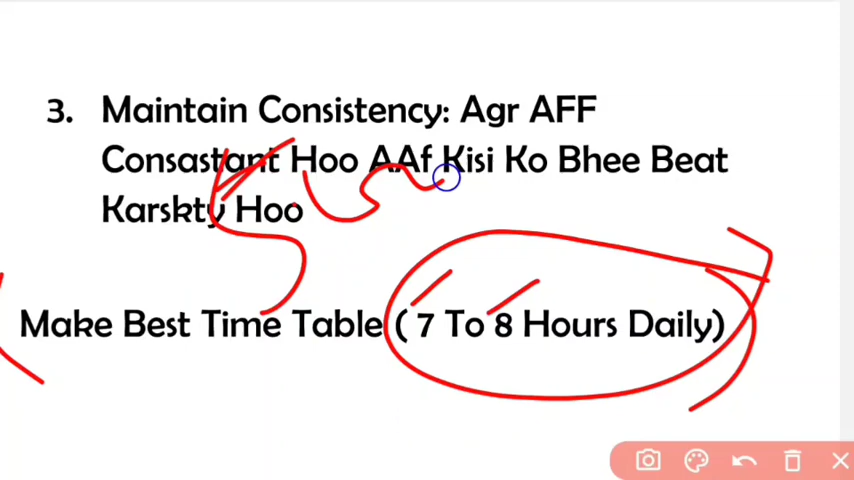 3. Maintain Consistency: Agr AFF
Consastant Hoo AAf Kisi Ko Bhee Beat
Karskty Hoo
Make Best Time Table ( 7 To 8 Hours Daily)